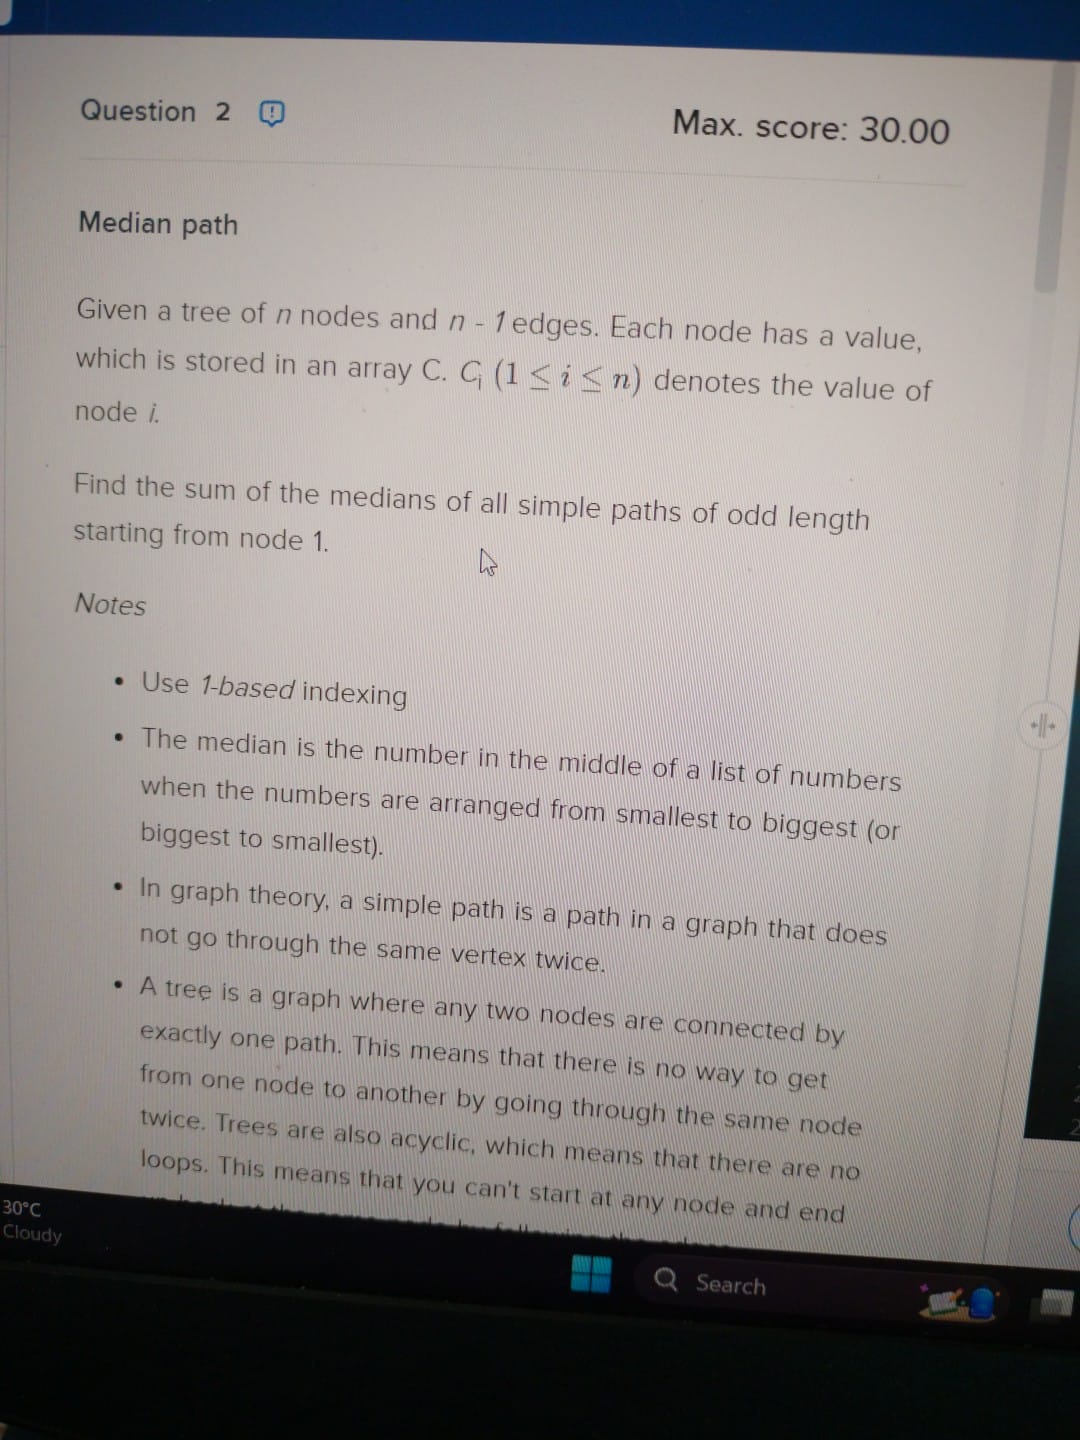 Question 2
Max. score: 30.00
Median path
Given a tree of n nodes and n - 1 edges. Each node has a value,
which is stored in an array C. Cᵢ (1 ≤ i ≤ n) denotes the value of
node i.
Find the sum of the medians of all simple paths of odd length
starting from node 1.
Notes
• Use 1-based indexing
• The median is the number in the middle of a list of numbers
when the numbers are arranged from smallest to biggest (or
biggest to smallest).
• In graph theory, a simple path is a path in a graph that does
not go through the same vertex twice.
• A tree is a graph where any two nodes are connected by
exactly one path. This means that there is no way to get
from one node to another by going through the same node
twice. Trees are also acyclic, which means that there are no
loops. This means that you can't start at any node and end
30°C
Cloudy
Search